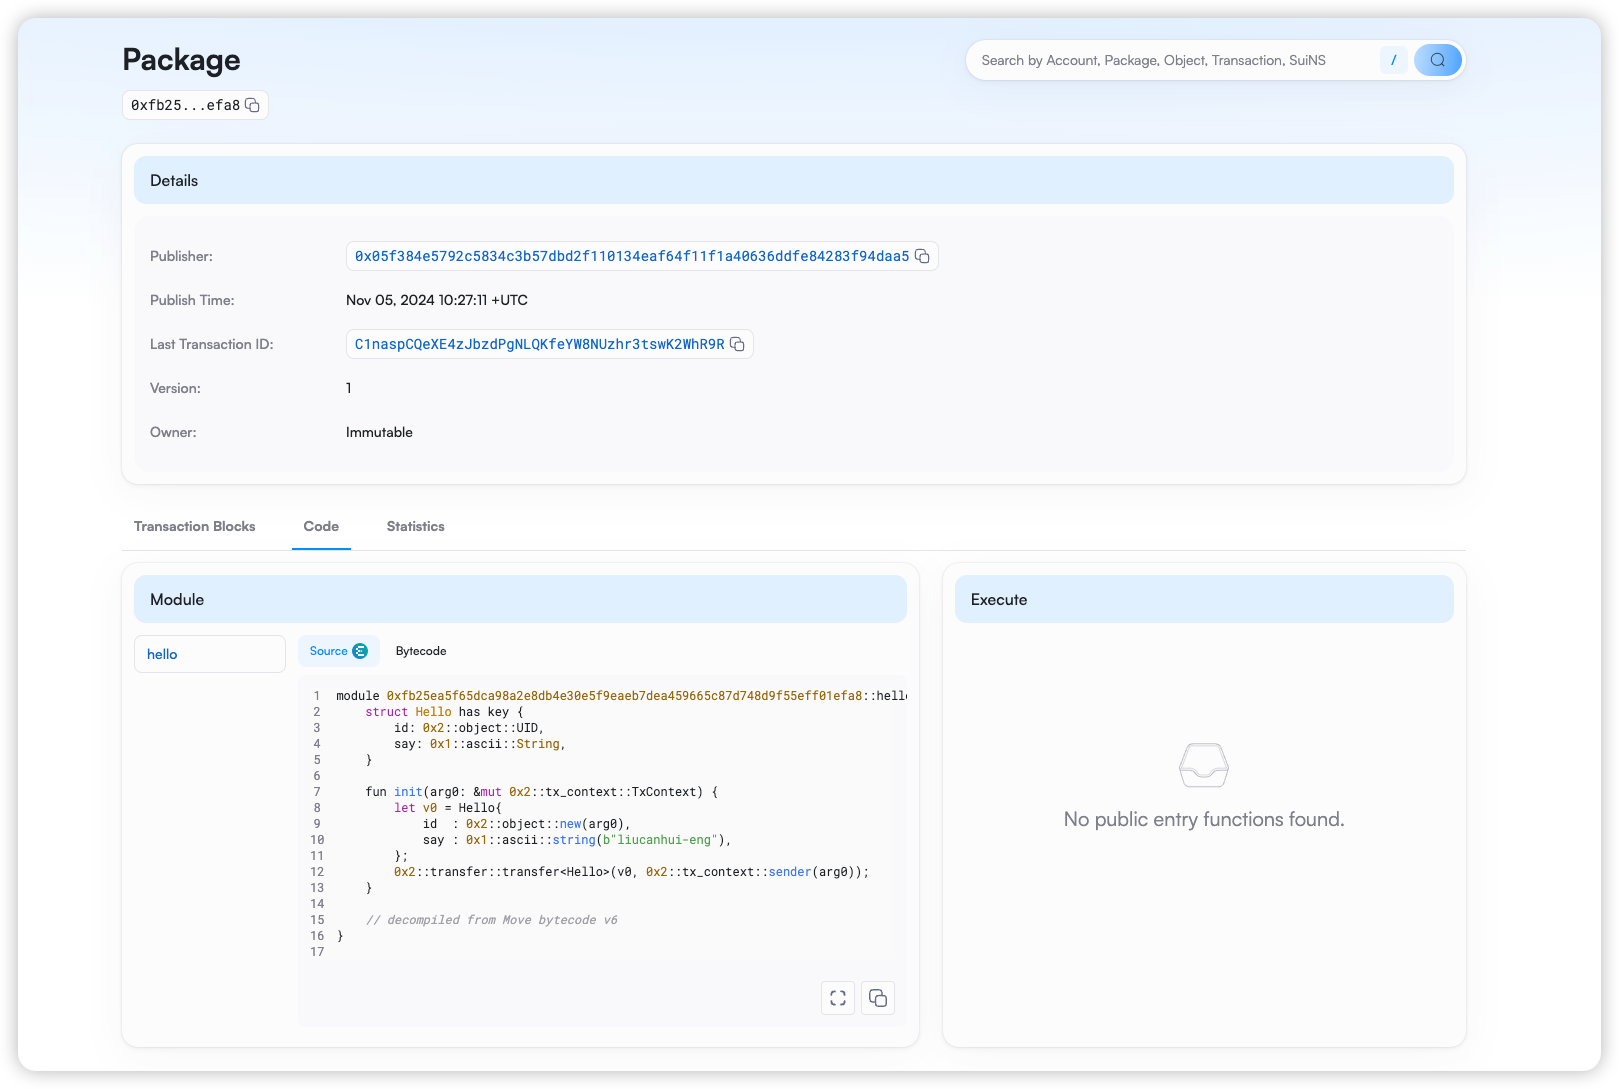 Package
Search by Account, Package, Object, Transaction, SuiNS /
0xfb25...efa8
Details
Publisher: 0x05f384e5792c5834c3b57dbd2f110134eaf64f11f1a40636ddfe84283f94daa5
Publish Time: Nov 05, 2024 10:27:11 +UTC
Last Transaction ID: C1naspCQeXE4zJbzdPgNLQKfeYW8NUzhr3tswK2WhR9R
Version: 1
Owner: Immutable
Transaction Blocks Code Statistics
Module
hello
Source Bytecode
1 module 0xfb25ea5f65dca98a2e8db4e30e5f9eaeb7dea459665c87d748d9f55eff01efa8::hello
2     struct Hello has key {
3         id: 0x2::object::UID,
4         say: 0x1::ascii::String,
5     }
6
7     fun init(arg0: &mut 0x2::tx_context::TxContext) {
8         let v0 = Hello{
9             id  : 0x2::object::new(arg0),
10             say : 0x1::ascii::string(b"liucanhui-eng"),
11         };
12         0x2::transfer::transfer<Hello>(v0, 0x2::tx_context::sender(arg0));
13     }
14
15     // decompiled from Move bytecode v6
16 }
17
Execute
No public entry functions found.